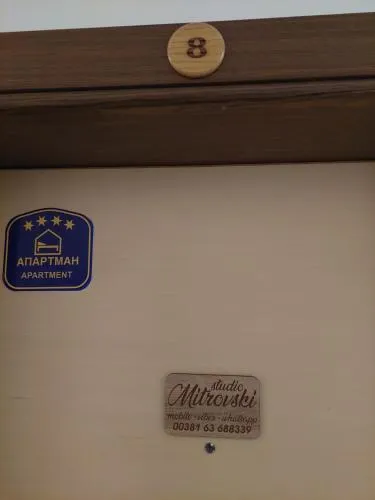 8
АПАРТМАН
APARTMENT
studio
Mitrovski
mobile - viber - whatsapp
00381 63 688339